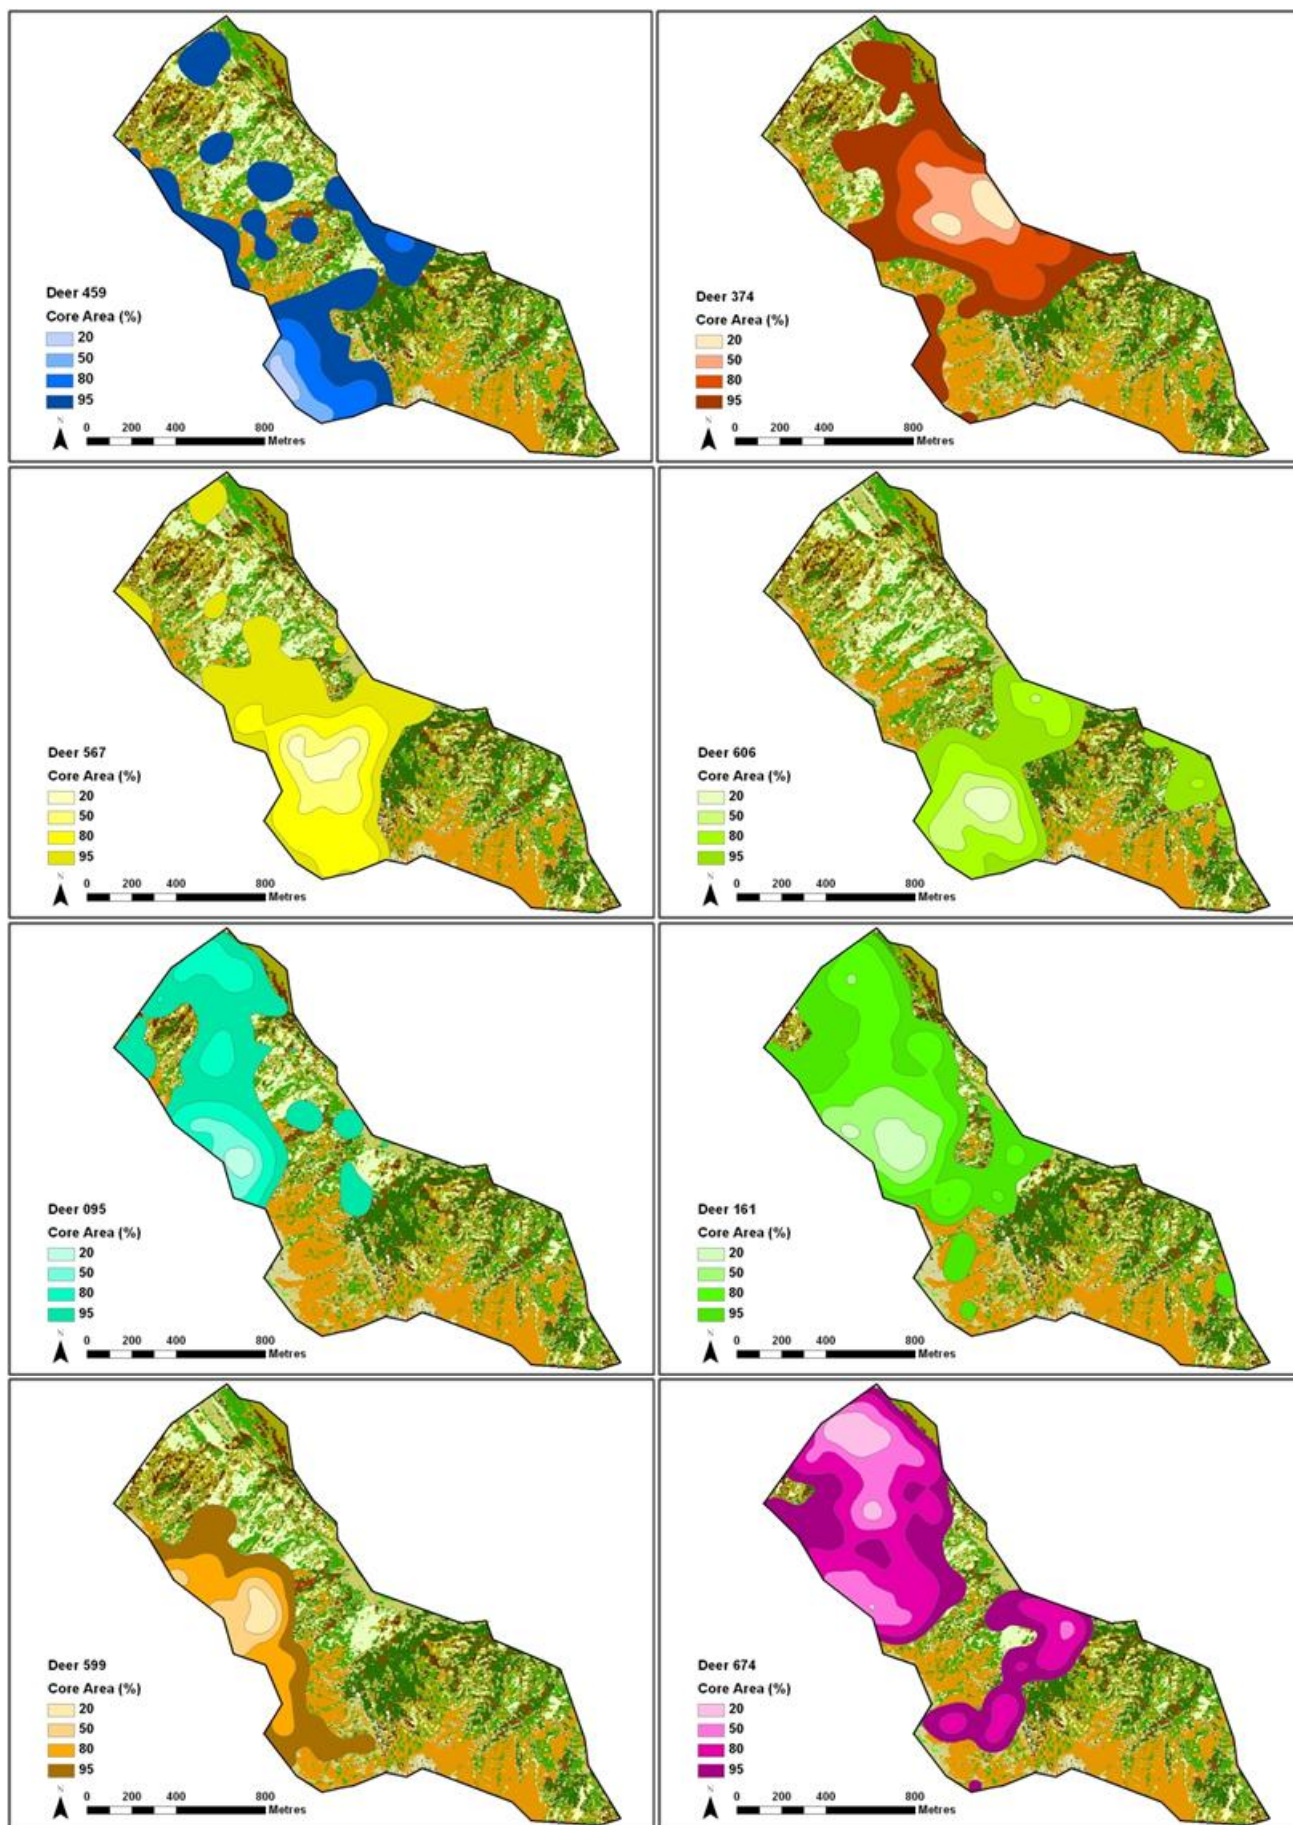 Deer 459
Core Area (%)
20
50
80
95
N
0 200 400 800
Metres
Deer 374
Core Area (%)
20
50
80
95
N
0 200 400 800
Metres
Deer 567
Core Area (%)
20
50
80
95
N
0 200 400 800
Metres
Deer 606
Core Area (%)
20
50
80
95
N
0 200 400 800
Metres
Deer 095
Core Area (%)
20
50
80
95
N
0 200 400 800
Metres
Deer 161
Core Area (%)
20
50
80
95
N
0 200 400 800
Metres
Deer 599
Core Area (%)
20
50
80
95
N
0 200 400 800
Metres
Deer 674
Core Area (%)
20
50
80
95
N
0 200 400 800
Metres